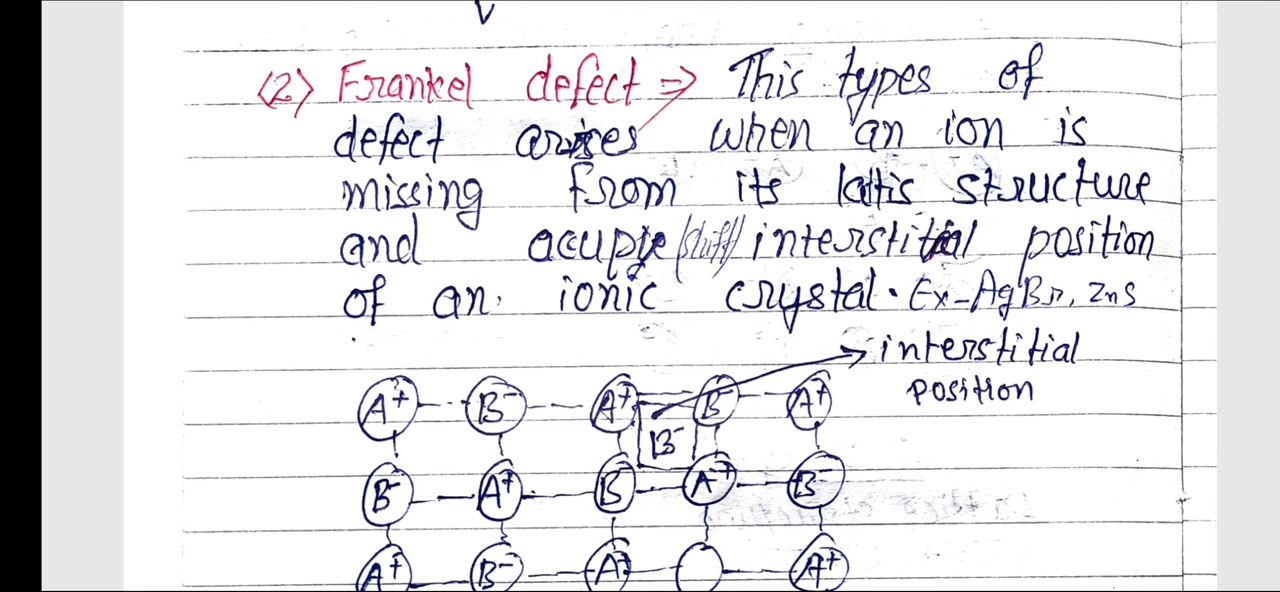 (2) Frankel defect ⇒ This types of
defect arises when an ion is
missing from its lattis structure
and occupie (shift) interstitial position
of an ionic crystal. Ex-AgBr, ZnS
→ interstitial
position
A+ B- A+ B- A+
B-
B- A+ B- A+ B-
A+ B- A+ A+